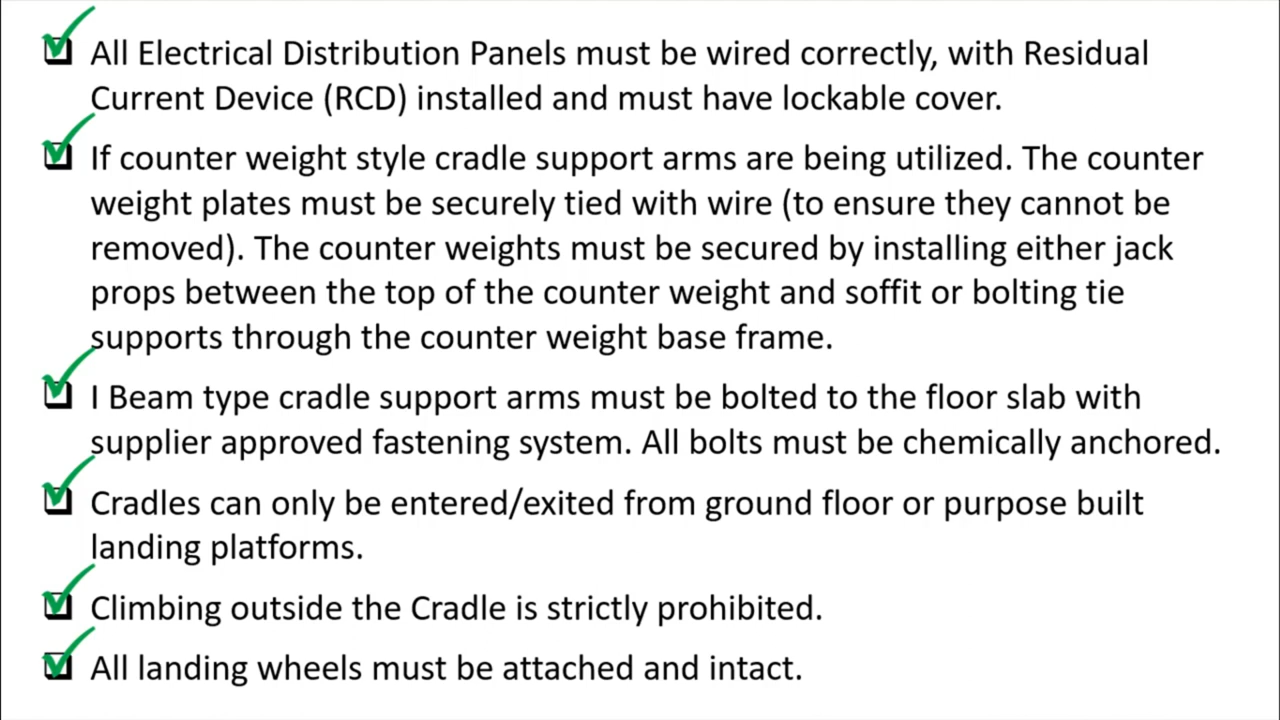 All Electrical Distribution Panels must be wired correctly, with Residual
Current Device (RCD) installed and must have lockable cover.
If counter weight style cradle support arms are being utilized. The counter
weight plates must be securely tied with wire (to ensure they cannot be
removed). The counter weights must be secured by installing either jack
props between the top of the counter weight and soffit or bolting tie
supports through the counter weight base frame.
I Beam type cradle support arms must be bolted to the floor slab with
supplier approved fastening system. All bolts must be chemically anchored.
Cradles can only be entered/exited from ground floor or purpose built
landing platforms.
Climbing outside the Cradle is strictly prohibited.
All landing wheels must be attached and intact.